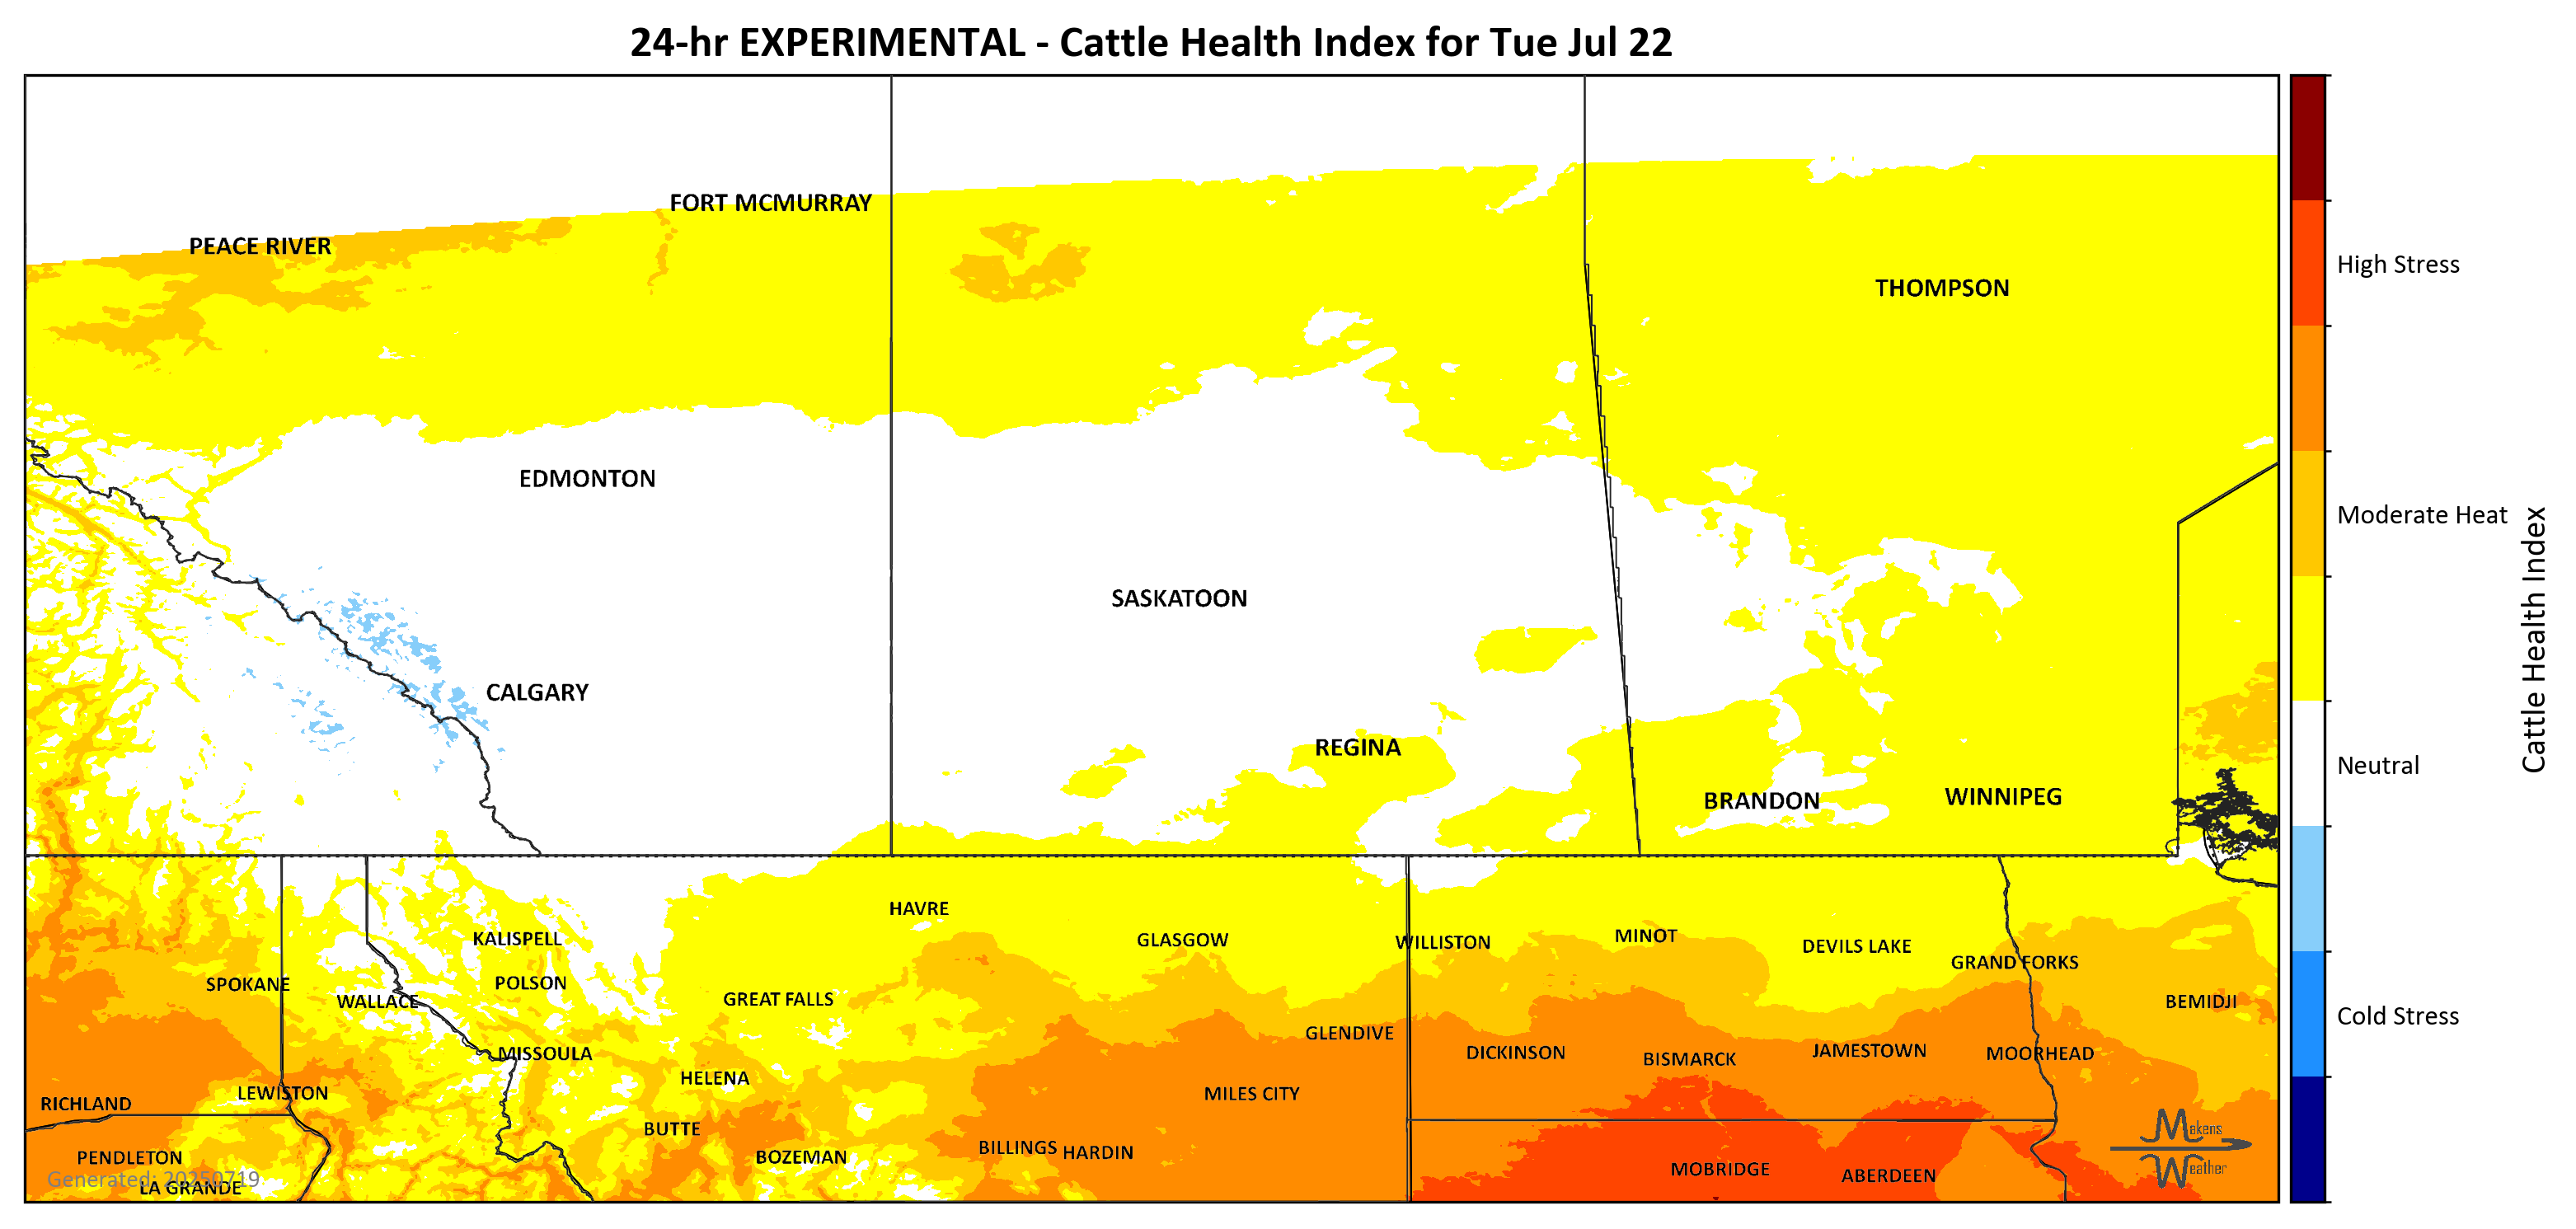 24-hr EXPERIMENTAL - Cattle Health Index for Tue Jul 22
FORT MCMURRAY
PEACE RIVER
THOMPSON
High Stress
EDMONTON
Moderate Heat
SASKATOON
Cattle Health Index
CALGARY
REGINA
Neutral
BRANDON
WINNIPEG
HAVRE
KALISPELL
GLASGOW
WILLISTON
MINOT
DEVILS LAKE
GRAND FORKS
SPOKANE
POLSON
WALLACE
GREAT FALLS
BEMIDJI
Cold Stress
GLENDIVE
MISSOULA
DICKINSON
BISMARCK
JAMESTOWN
MOORHEAD
HELENA
LEWISTON
MILES CITY
RICHLAND
BUTTE
Makens
Weather
PENDLETON
BOZEMAN
BILLINGS
HARDIN
MOBRIDGE
ABERDEEN
Generated: 20250719
LA GRANDE